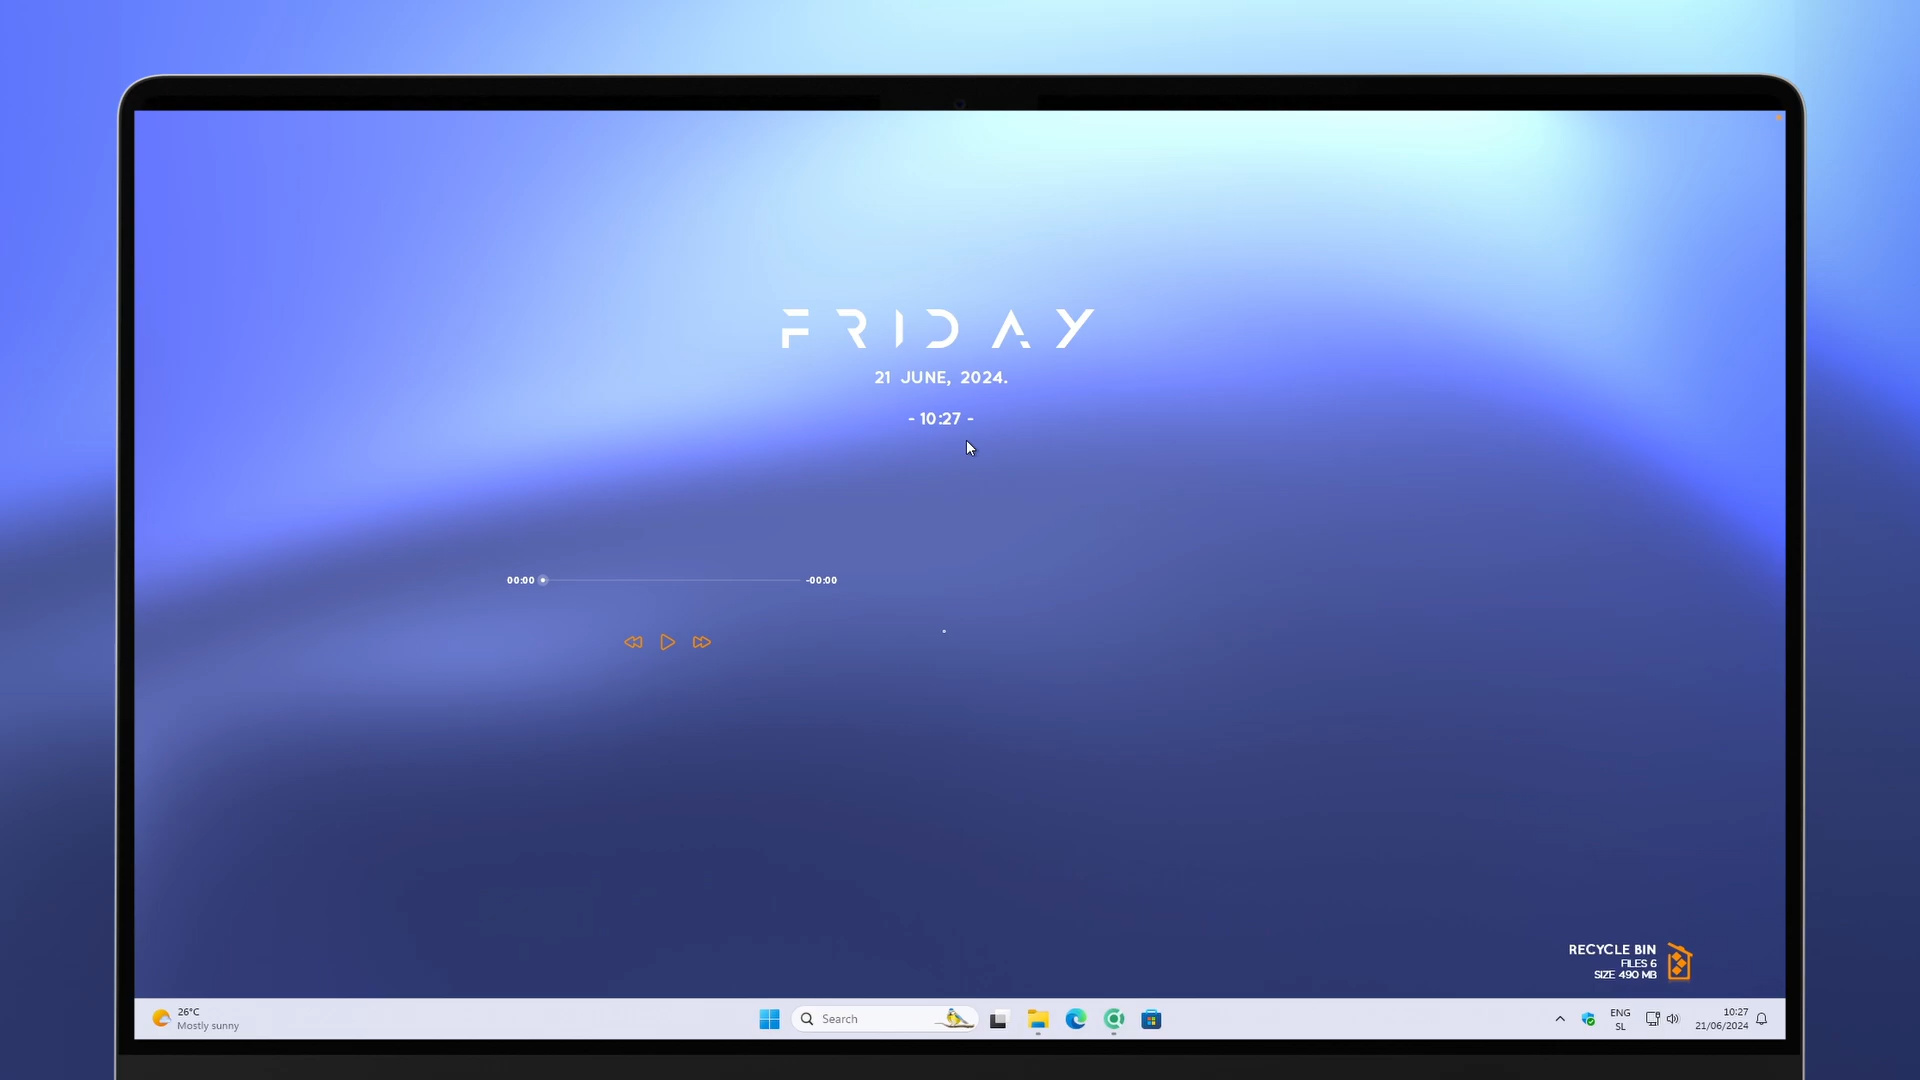 FRIDAY
21 JUNE, 2024.
- 10:27 -
00:00
-00:00
RECYCLE BIN
FILES 6
SIZE 490 MB
26°C
Mostly sunny
Search
ENG
SL
10:27
21/06/2024